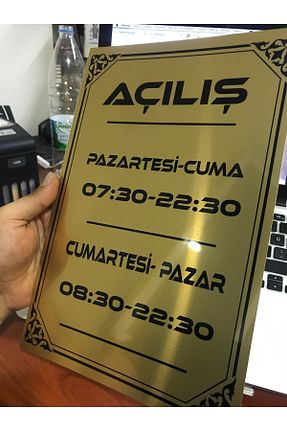 AÇILIŞ
PAZARTESİ-CUMA
07:30-22:30
CUMARTESİ- PAZAR
08:30-22:30